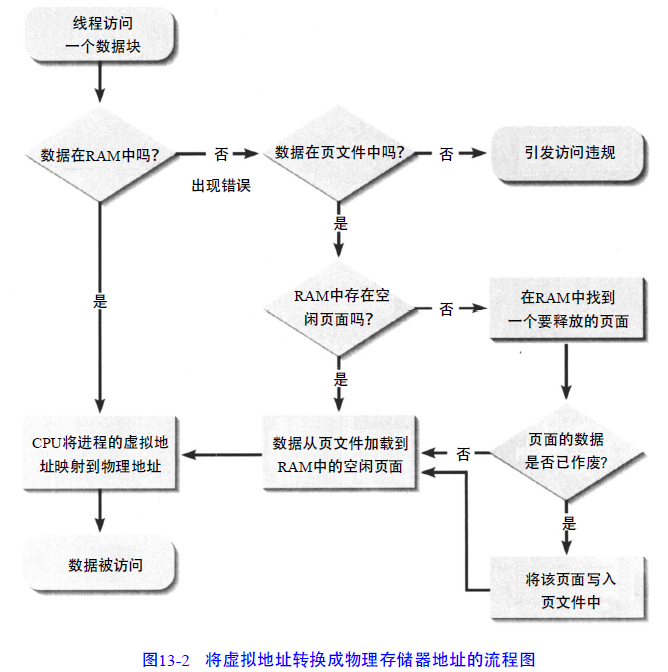 线程访问
一个数据块
数据在RAM中吗?
否
出现错误
数据在页文件中吗?
否
引发访问违规
是
是
RAM中存在空
闲页面吗?
否
在RAM中找到
一个要释放的页面
是
CPU将进程的虚拟地
址映射到物理地址
数据从页文件加载到
RAM中的空闲页面
否
页面的数据
是否已作废?
是
数据被访问
将该页面写入
页文件中
图13-2 将虚拟地址转换成物理存储器地址的流程图